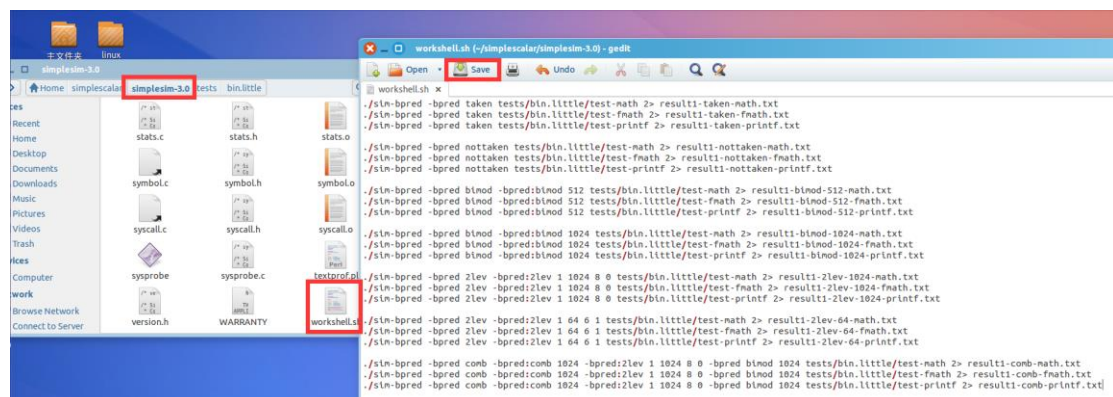 主文件夹 linux
simplesim-3.0
Home simplescalar simplesim-3.0 tests bin.little
Recent
Home
Desktop
Documents
Downloads
Music
Pictures
Videos
Trash
Computer
Browse Network
Connect to Server
stats.c stats.h stats.o
symbol.c symbol.h symbol.o
syscall.c syscall.h syscall.o
sysprobe sysprobe.c textprof.pl
version.h WARRANTY workshell.sh
workshell.sh (~/simplescalar/simplesim-3.0) - gedit
Open Save Undo
workshell.sh ×
./sim-bpred -bpred taken tests/bin.little/test-math 2> result1-taken-math.txt
./sim-bpred -bpred taken tests/bin.little/test-fmath 2> result1-taken-fmath.txt
./sim-bpred -bpred taken tests/bin.little/test-printf 2> result1-taken-printf.txt
./sim-bpred -bpred nottaken tests/bin.little/test-math 2> result1-nottaken-math.txt
./sim-bpred -bpred nottaken tests/bin.little/test-fmath 2> result1-nottaken-fmath.txt
./sim-bpred -bpred nottaken tests/bin.little/test-printf 2> result1-nottaken-printf.txt
./sim-bpred -bpred bimod -bpred:bimod 512 tests/bin.little/test-math 2> result1-bimod-512-math.txt
./sim-bpred -bpred bimod -bpred:bimod 512 tests/bin.little/test-fmath 2> result1-bimod-512-fmath.txt
./sim-bpred -bpred bimod -bpred:bimod 512 tests/bin.little/test-printf 2> result1-bimod-512-printf.txt
./sim-bpred -bpred bimod -bpred:bimod 1024 tests/bin.little/test-math 2> result1-bimod-1024-math.txt
./sim-bpred -bpred bimod -bpred:bimod 1024 tests/bin.little/test-fmath 2> result1-bimod-1024-fmath.txt
./sim-bpred -bpred bimod -bpred:bimod 1024 tests/bin.little/test-printf 2> result1-bimod-1024-printf.txt
./sim-bpred -bpred 2lev -bpred:2lev 1 1024 8 0 tests/bin.little/test-math 2> result1-2lev-1024-math.txt
./sim-bpred -bpred 2lev -bpred:2lev 1 1024 8 0 tests/bin.little/test-fmath 2> result1-2lev-1024-fmath.txt
./sim-bpred -bpred 2lev -bpred:2lev 1 1024 8 0 tests/bin.little/test-printf 2> result1-2lev-1024-printf.txt
./sim-bpred -bpred 2lev -bpred:2lev 1 64 6 1 tests/bin.little/test-math 2> result1-2lev-64-math.txt
./sim-bpred -bpred 2lev -bpred:2lev 1 64 6 1 tests/bin.little/test-fmath 2> result1-2lev-64-fmath.txt
./sim-bpred -bpred 2lev -bpred:2lev 1 64 6 1 tests/bin.little/test-printf 2> result1-2lev-64-printf.txt
./sim-bpred -bpred comb -bpred:comb 1024 -bpred:2lev 1 1024 8 0 -bpred bimod 1024 tests/bin.little/test-math 2> result1-comb-math.txt
./sim-bpred -bpred comb -bpred:comb 1024 -bpred:2lev 1 1024 8 0 -bpred bimod 1024 tests/bin.little/test-fmath 2> result1-comb-fmath.txt
./sim-bpred -bpred comb -bpred:comb 1024 -bpred:2lev 1 1024 8 0 -bpred bimod 1024 tests/bin.little/test-printf 2> result1-comb-printf.txt